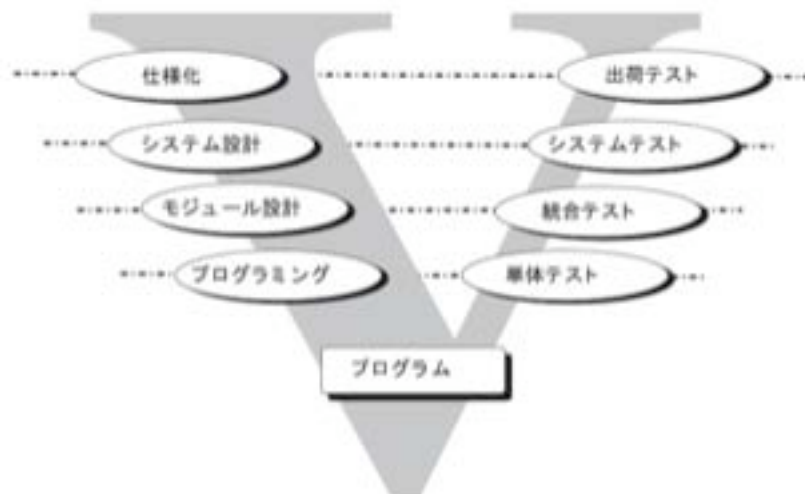 仕様化
出荷テスト
システム設計
システムテスト
モジュール設計
統合テスト
プログラミング
単体テスト
プログラム